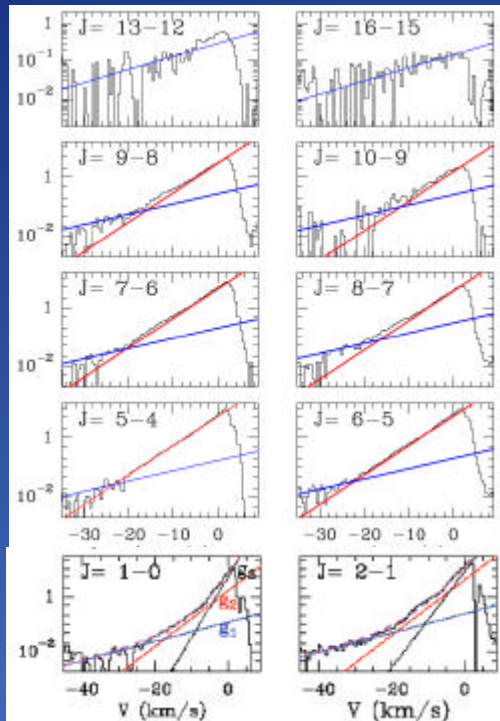 J= 13-12
J= 16-15
1
10⁻¹
10⁻²
J= 9-8
J= 10-9
1
10⁻²
J= 7-6
J= 8-7
1
10⁻²
J= 5-4
J= 6-5
1
10⁻²
-30 -20 -10 0
-30 -20 -10 0
J= 1-0
g₃
g₂
g₁
J= 2-1
1
10⁻²
-40 -20 0
-40 -20 0
V (km/s)
V (km/s)